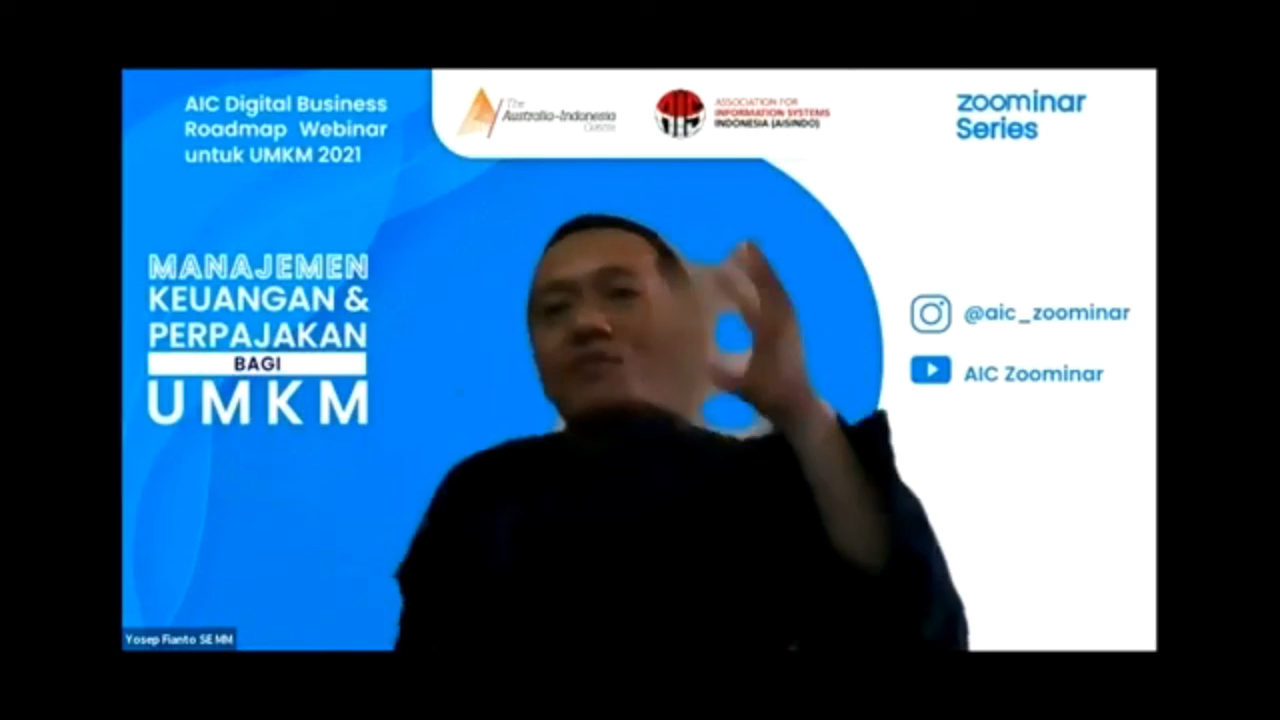 AIC Digital Business
Roadmap Webinar
untuk UMKM 2021
The
Australia-Indonesia
Centre
ASSOCIATION FOR
INFORMATION SYSTEMS
INDONESIA (AISINDO)
zoominar
Series
MANAJEMEN
KEUANGAN &
PERPAJAKAN
BAGI
UMKM
@aic_zoominar
AIC Zoominar
Yosep Fianto SE MM